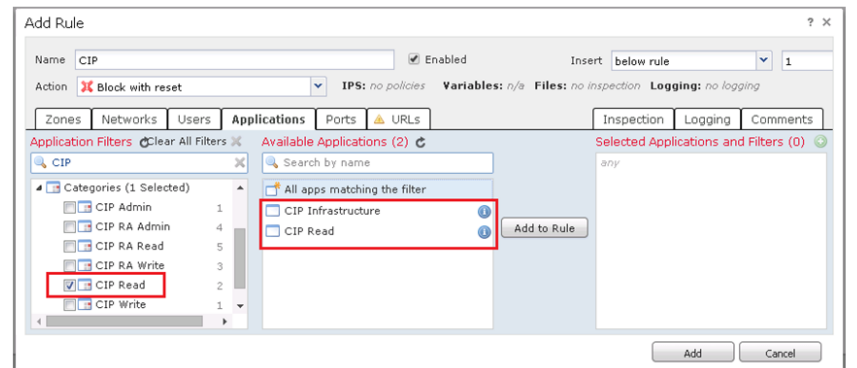 Add Rule ? ×
Name CIP Enabled Insert below rule 1
Action Block with reset IPS: no policies Variables: n/a Files: no inspection Logging: no logging
Zones Networks Users Applications Ports URLs Inspection Logging Comments
Application Filters Clear All Filters Available Applications (2) Selected Applications and Filters (0)
CIP Search by name any
Categories (1 Selected) All apps matching the filter
CIP Admin 1 CIP Infrastructure
CIP RA Admin 4 CIP Read Add to Rule
CIP RA Read 5
CIP RA Write 3
CIP Read 2
CIP Write 1
Add Cancel